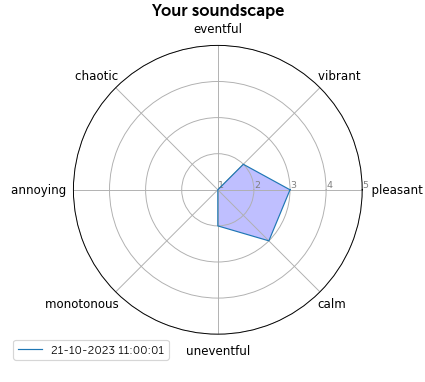 Your soundscape
eventful
chaotic
vibrant
annoying
1
2
3
4
5
pleasant
monotonous
calm
21-10-2023 11:00:01
uneventful